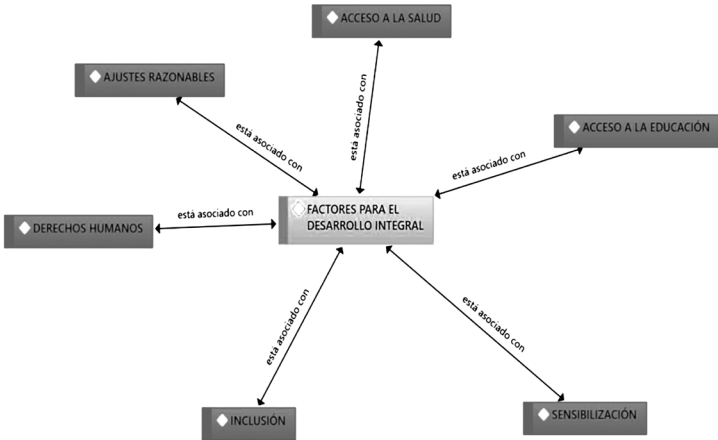 ACCESO A LA SALUD
AJUSTES RAZONABLES
está asociado con
está asociado con
ACCESO A LA EDUCACIÓN
está asociado con
FACTORES PARA EL
DESARROLLO INTEGRAL
está asociado con
DERECHOS HUMANOS
está asociado con
está asociado con
INCLUSIÓN
SENSIBILIZACIÓN